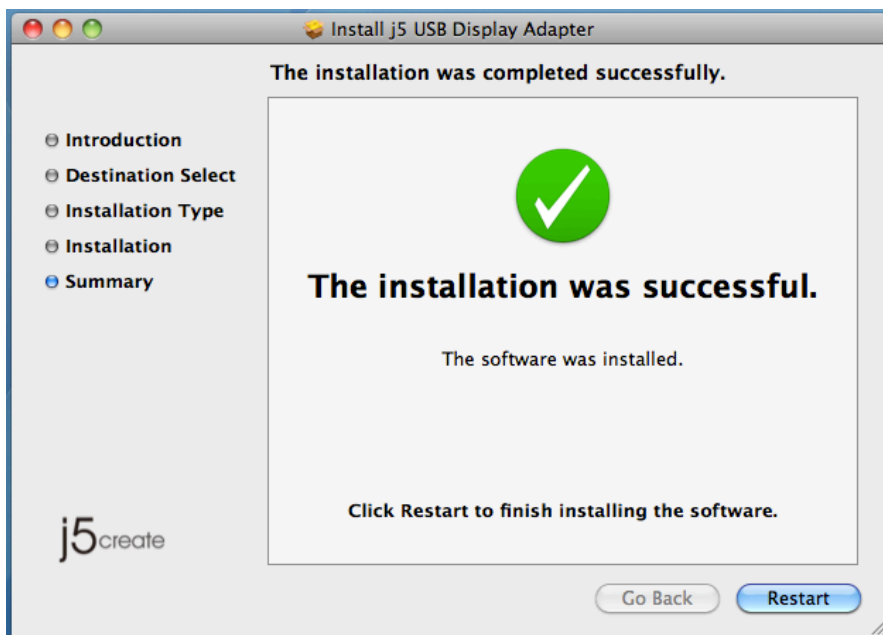 Install j5 USB Display Adapter
The installation was completed successfully.
Introduction
Destination Select
Installation Type
Installation
Summary
The installation was successful.
The software was installed.
Click Restart to finish installing the software.
j5create
Go Back
Restart